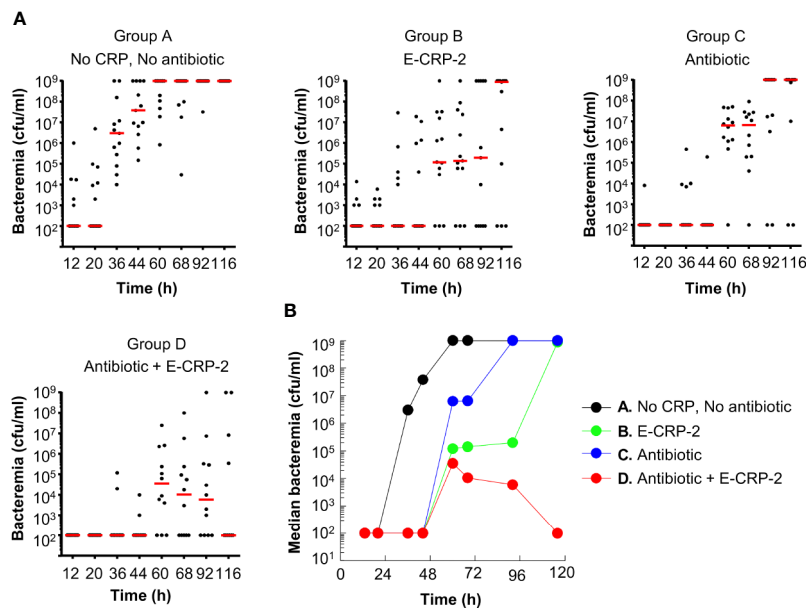 A
Group A
No CRP, No antibiotic
Bacteremia (cfu/ml)
10⁹
10⁸
10⁷
10⁶
10⁵
10⁴
10³
10²
12 20 36 44 60 68 92 116
Time (h)
Group B
E-CRP-2
Bacteremia (cfu/ml)
10⁹
10⁸
10⁷
10⁶
10⁵
10⁴
10³
10²
12 20 36 44 60 68 92 116
Time (h)
Group C
Antibiotic
Bacteremia (cfu/ml)
10⁹
10⁸
10⁷
10⁶
10⁵
10⁴
10³
10²
12 20 36 44 60 68 92 116
Time (h)
Group D
Antibiotic + E-CRP-2
Bacteremia (cfu/ml)
10⁹
10⁸
10⁷
10⁶
10⁵
10⁴
10³
10²
12 20 36 44 60 68 92 116
Time (h)
B
Median bacteremia (cfu/ml)
10⁹
10⁸
10⁷
10⁶
10⁵
10⁴
10³
10²
10¹
0 24 48 72 96 120
Time (h)
A. No CRP, No antibiotic
B. E-CRP-2
C. Antibiotic
D. Antibiotic + E-CRP-2